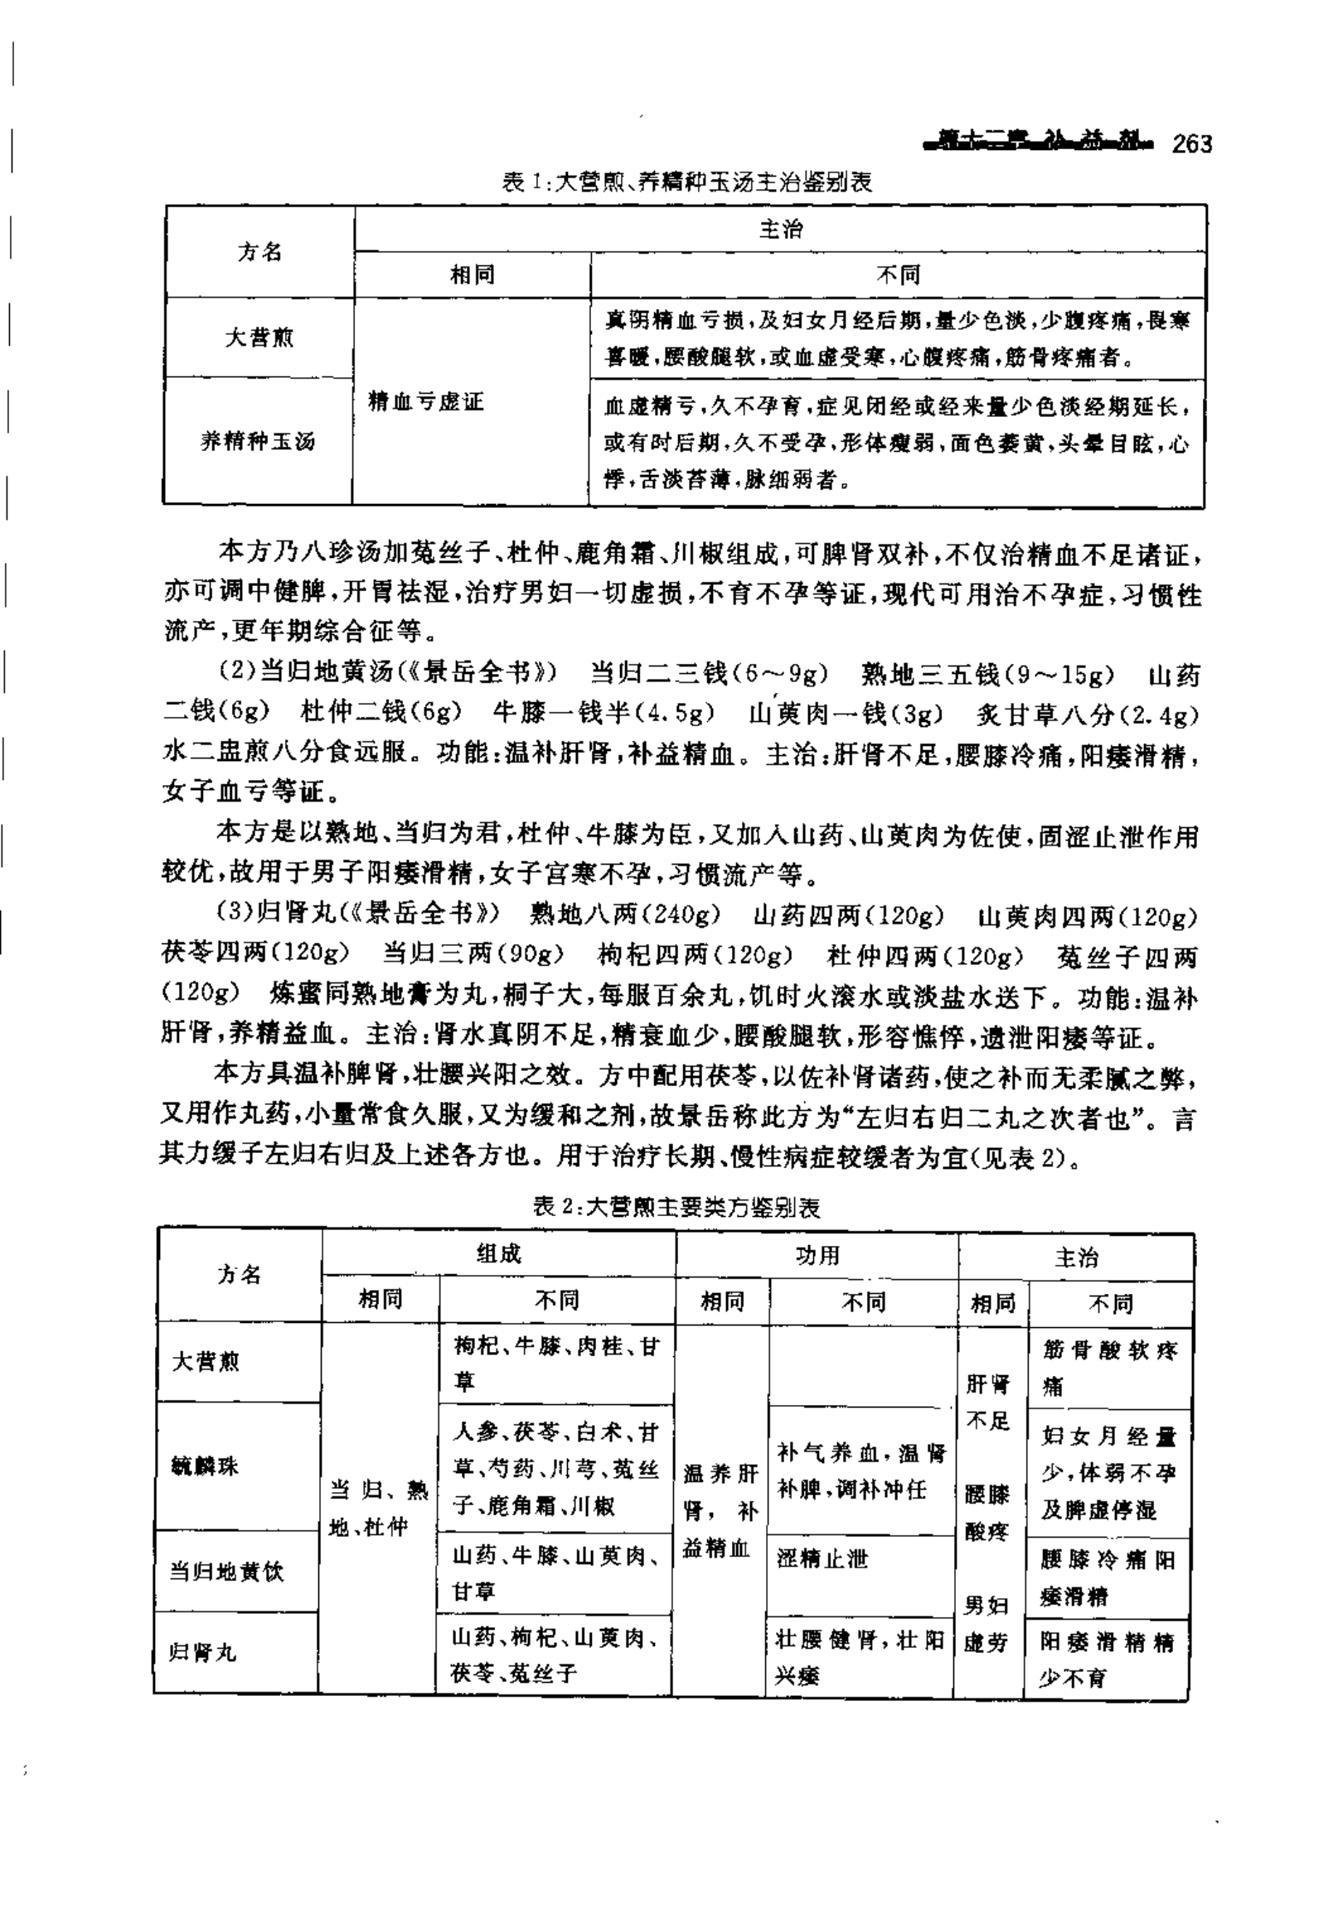 第十二章 补益剂 263
表1:大营煎、养精种玉汤主治鉴别表
方名
主治
相同
不同
大营煎
精血亏虚证
真阴精血亏损,及妇女月经后期,量少色淡,少腹疼痛,畏寒
喜暖,腰酸腿软,或血虚受寒,心腹疼痛,筋骨疼痛者。
养精种玉汤
血虚精亏,久不孕育,症见闭经或经来量少色淡经期延长,
或有时后期,久不受孕,形体瘦弱,面色萎黄,头晕目眩,心
悸,舌淡苔薄,脉细弱者。
本方乃八珍汤加菟丝子、杜仲、鹿角霜、川椒组成,可脾肾双补,不仅治精血不足诸证,
亦可调中健脾,开胃祛湿,治疗男妇一切虚损,不育不孕等证,现代可用治不孕症,习惯性
流产,更年期综合征等。
(2)当归地黄汤(《景岳全书》) 当归二三钱(6～9g) 熟地三五钱(9～15g) 山药
二钱(6g) 杜仲二钱(6g) 牛膝一钱半(4.5g) 山萸肉一钱(3g) 炙甘草八分(2.4g)
水二盅煎八分食远服。功能:温补肝肾,补益精血。主治:肝肾不足,腰膝冷痛,阳痿滑精,
女子血亏等证。
本方是以熟地、当归为君,杜仲、牛膝为臣,又加入山药、山萸肉为佐使,固涩止泄作用
较优,故用于男子阳痿滑精,女子宫寒不孕,习惯流产等。
(3)归肾丸(《景岳全书》) 熟地八两(240g) 山药四两(120g) 山萸肉四两(120g)
茯苓四两(120g) 当归三两(90g) 枸杞四两(120g) 杜仲四两(120g) 菟丝子四两
(120g) 炼蜜同熟地膏为丸,桐子大,每服百余丸,饥时火滚水或淡盐水送下。功能:温补
肝肾,养精益血。主治:肾水真阴不足,精衰血少,腰酸腿软,形容憔悴,遗泄阳痿等证。
本方具温补脾肾,壮腰兴阳之效。方中配用茯苓,以佐补肾诸药,使之补而无柔腻之弊,
又用作丸药,小量常食久服,又为缓和之剂,故景岳称此方为“左归右归二丸之次者也”。言
其力缓子左归右归及上述各方也。用于治疗长期、慢性病症较缓者为宜(见表2)。
表2:大营煎主要类方鉴别表
方名
组成
功用
主治
相同
不同
相同
不同
相同
不同
大营煎
枸杞、牛膝、肉桂、甘
草
筋骨酸软疼
痛
毓麟珠
人参、茯苓、白术、甘
草、芍药、川芎、菟丝
子、鹿角霜、川椒
补气养血,温肾
补脾,调补冲任
妇女月经量
少,体弱不孕
及脾虚停湿
当归、熟
地、杜仲
温养肝
肾,补
益精血
肝肾
不足
腰膝
酸疼
男妇
虚劳
当归地黄饮
山药、牛膝、山萸肉、
甘草
涩精止泄
腰膝冷痛阳
痿滑精
归肾丸
山药、枸杞、山萸肉、
茯苓、菟丝子
壮腰健肾,壮阳
兴痿
阳痿滑精精
少不育